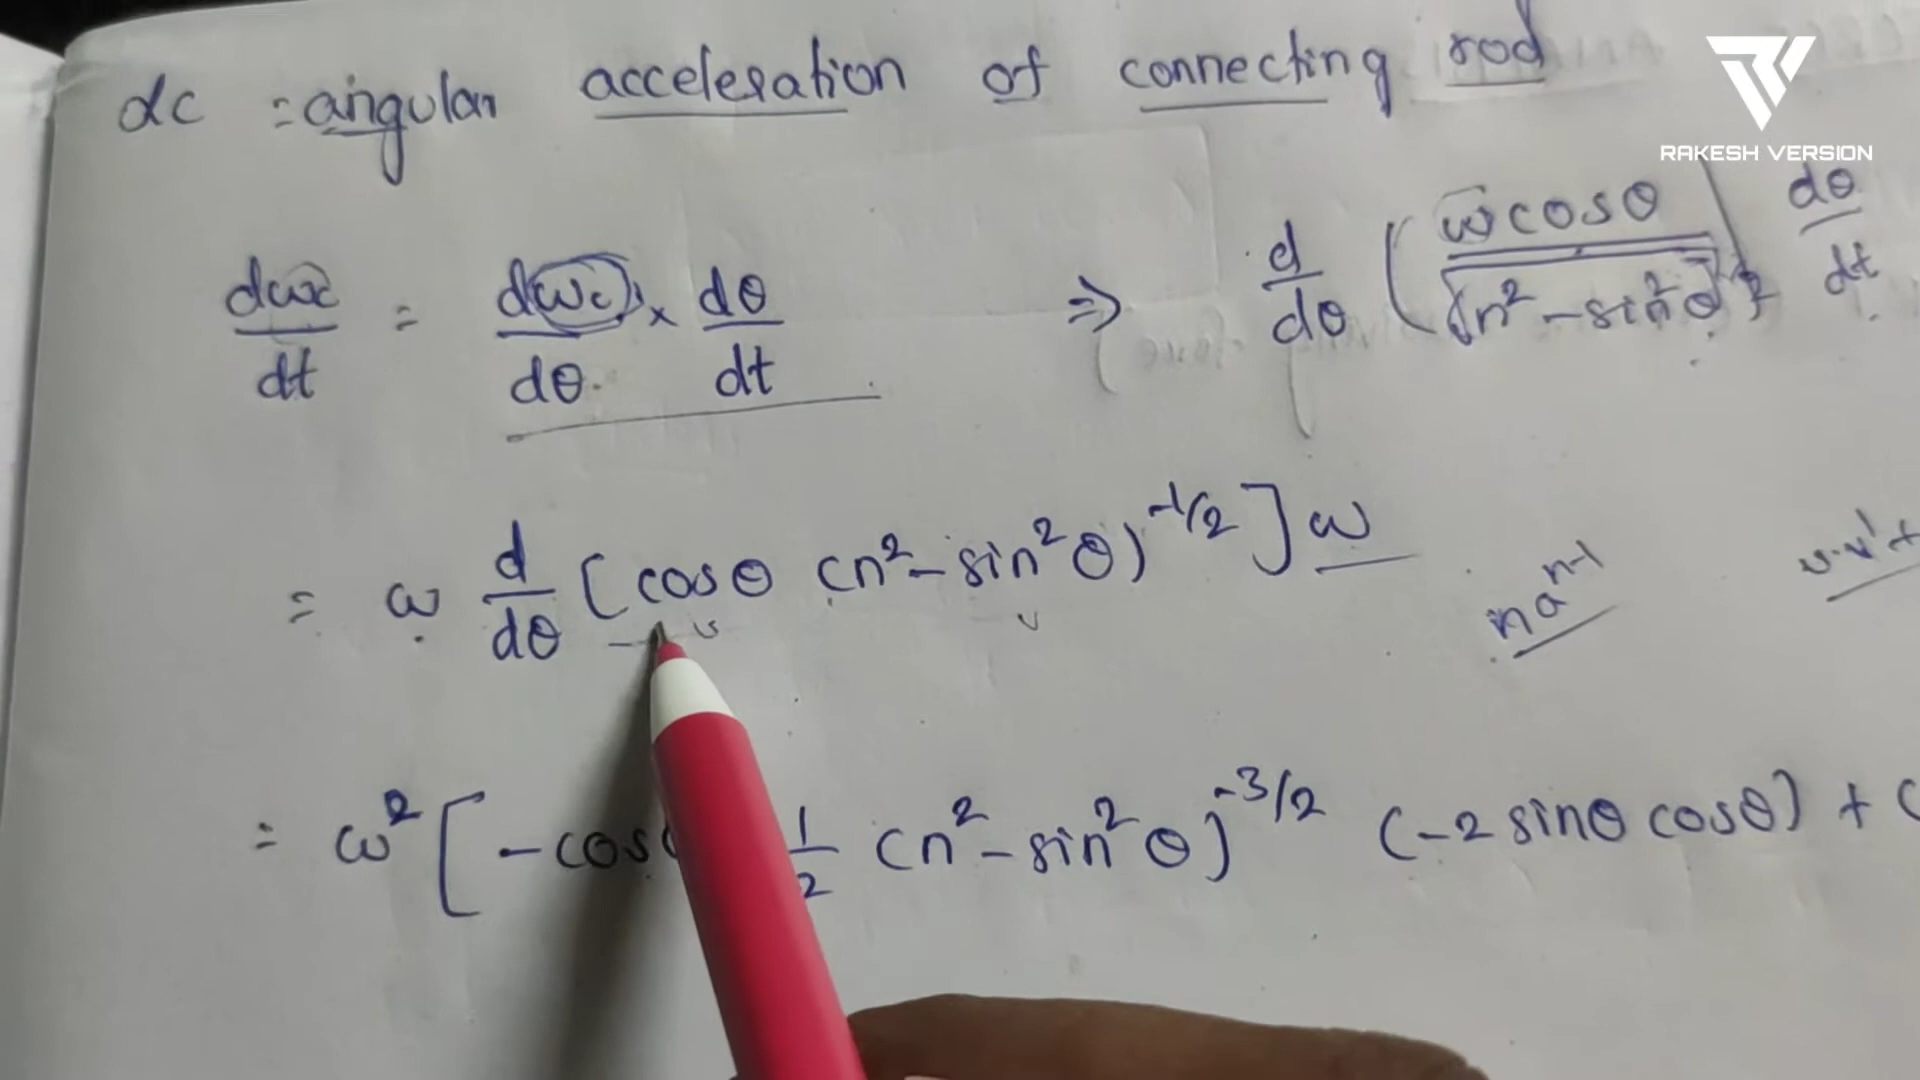 αc = angular acceleration of connecting rod
RAKESH VERSION
dωc/dt = d(ωc)/dθ × dθ/dt ⇒ d/dθ (ωcosθ/√n²-sin²θ) dθ/dt
= ω d/dθ [cosθ (n²-sin²θ)^-1/2] ω
na^n-1
= ω² [-cos 1/2 (n²-sin²θ)^-3/2 (-2 sinθ cosθ) + (